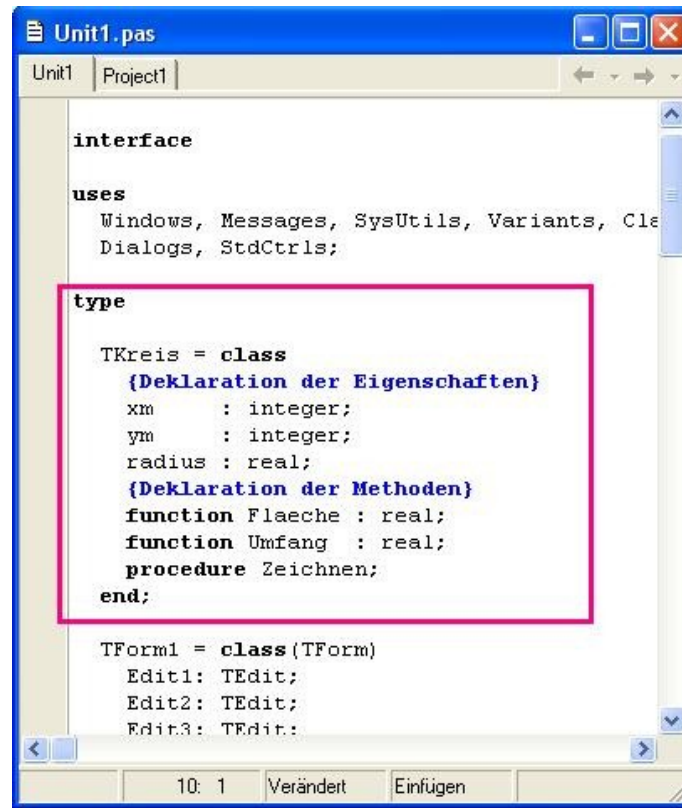 Unit1.pas
Unit1 Project1
interface
uses
Windows, Messages, SysUtils, Variants, Cla
Dialogs, StdCtrls;
type
TKreis = class
{Deklaration der Eigenschaften}
xm : integer;
ym : integer;
radius : real;
{Deklaration der Methoden}
function Flaeche : real;
function Umfang : real;
procedure Zeichnen;
end;
TForm1 = class(TForm)
Edit1: TEdit;
Edit2: TEdit;
Edit3: TEdit;
10: 1 Verändert Einfügen